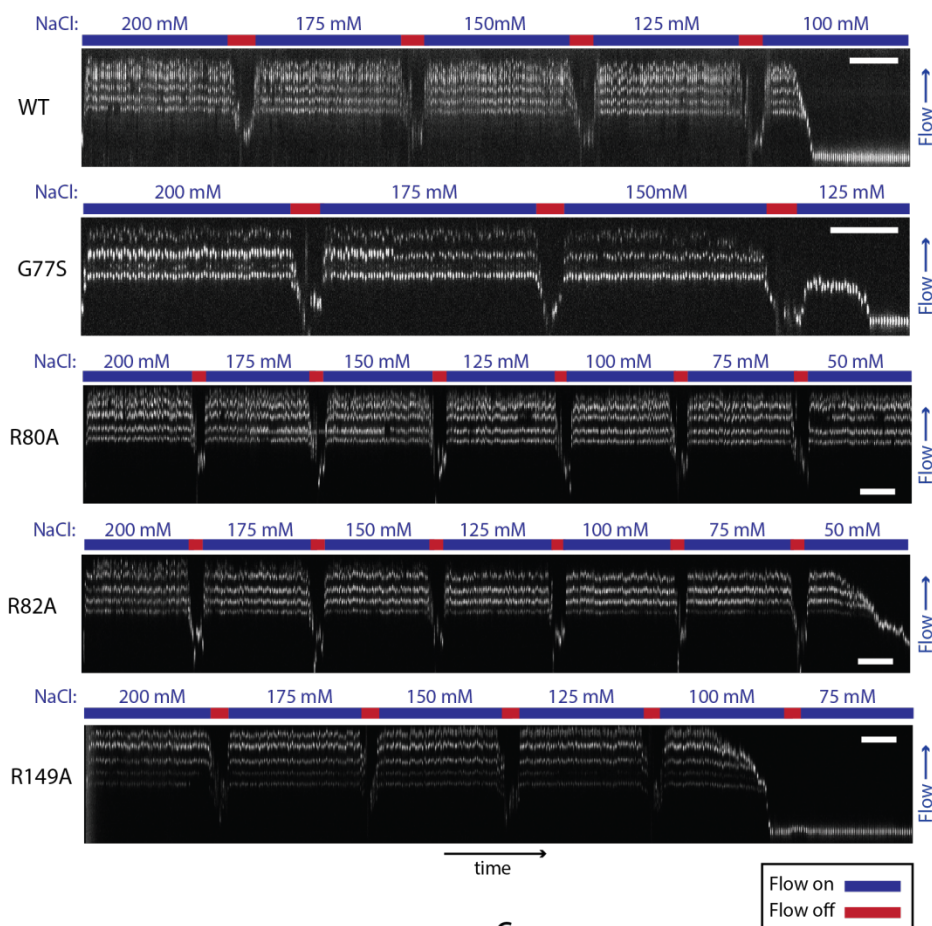 NaCl: 200 mM 175 mM 150mM 125 mM 100 mM
WT
Flow
NaCl: 200 mM 175 mM 150mM 125 mM
G77S
Flow
NaCl: 200 mM 175 mM 150 mM 125 mM 100 mM 75 mM 50 mM
R80A
Flow
NaCl: 200 mM 175 mM 150 mM 125 mM 100 mM 75 mM 50 mM
R82A
Flow
NaCl: 200 mM 175 mM 150 mM 125 mM 100 mM 75 mM
R149A
Flow
time
Flow on
Flow off